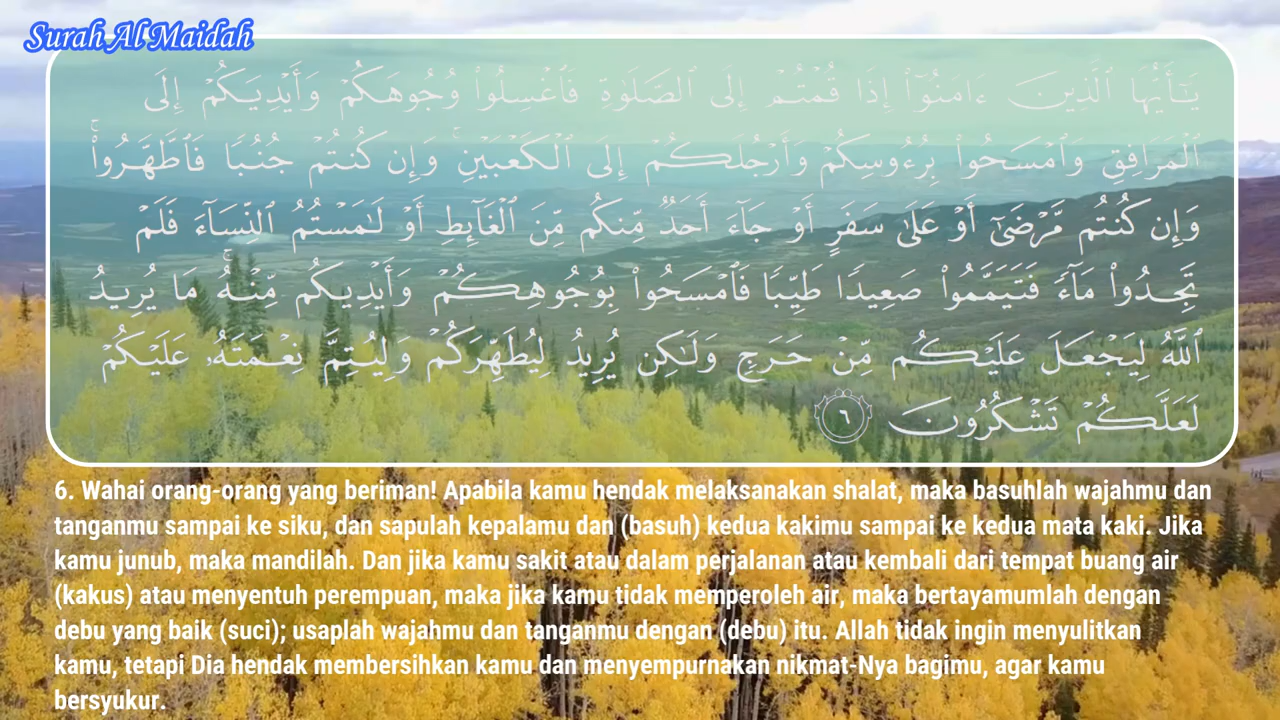 Surah Al Maidah
يَـٰٓأَيُّهَا ٱلَّذِينَ ءَامَنُوٓا۟ إِذَا قُمْتُمْ إِلَى ٱلصَّلَوٰةِ فَٱغْسِلُوا۟ وُجُوهَكُمْ وَأَيْدِيَكُمْ إِلَى
ٱلْمَرَافِقِ وَٱمْسَحُوا۟ بِرُءُوسِكُمْ وَأَرْجُلَكُمْ إِلَى ٱلْكَعْبَيْنِ ۚ وَإِن كُنتُمْ جُنُبًا فَٱطَّهَّرُوا۟ ۚ
وَإِن كُنتُم مَّرْضَىٰٓ أَوْ عَلَىٰ سَفَرٍ أَوْ جَآءَ أَحَدٌ مِّنكُم مِّنَ ٱلْغَآئِطِ أَوْ لَـٰمَسْتُمُ ٱلنِّسَآءَ فَلَمْ
تَجِدُوا۟ مَآءً فَتَيَمَّمُوا۟ صَعِيدًا طَيِّبًا فَٱمْسَحُوا۟ بِوُجُوهِكُمْ وَأَيْدِيكُم مِّنْهُ ۚ مَا يُرِيدُ
ٱللَّهُ لِيَجْعَلَ عَلَيْكُم مِّنْ حَرَجٍ وَلَـٰكِن يُرِيدُ لِيُطَهِّرَكُمْ وَلِيُتِمَّ نِعْمَتَهُۥ عَلَيْكُمْ
لَعَلَّكُمْ تَشْكُرُونَ ٦
6. Wahai orang-orang yang beriman! Apabila kamu hendak melaksanakan shalat, maka basuhlah wajahmu dan
tanganmu sampai ke siku, dan sapulah kepalamu dan (basuh) kedua kakimu sampai ke kedua mata kaki. Jika
kamu junub, maka mandilah. Dan jika kamu sakit atau dalam perjalanan atau kembali dari tempat buang air
(kakus) atau menyentuh perempuan, maka jika kamu tidak memperoleh air, maka bertayamumlah dengan
debu yang baik (suci); usaplah wajahmu dan tanganmu dengan (debu) itu. Allah tidak ingin menyulitkan
kamu, tetapi Dia hendak membersihkan kamu dan menyempurnakan nikmat-Nya bagimu, agar kamu
bersyukur.